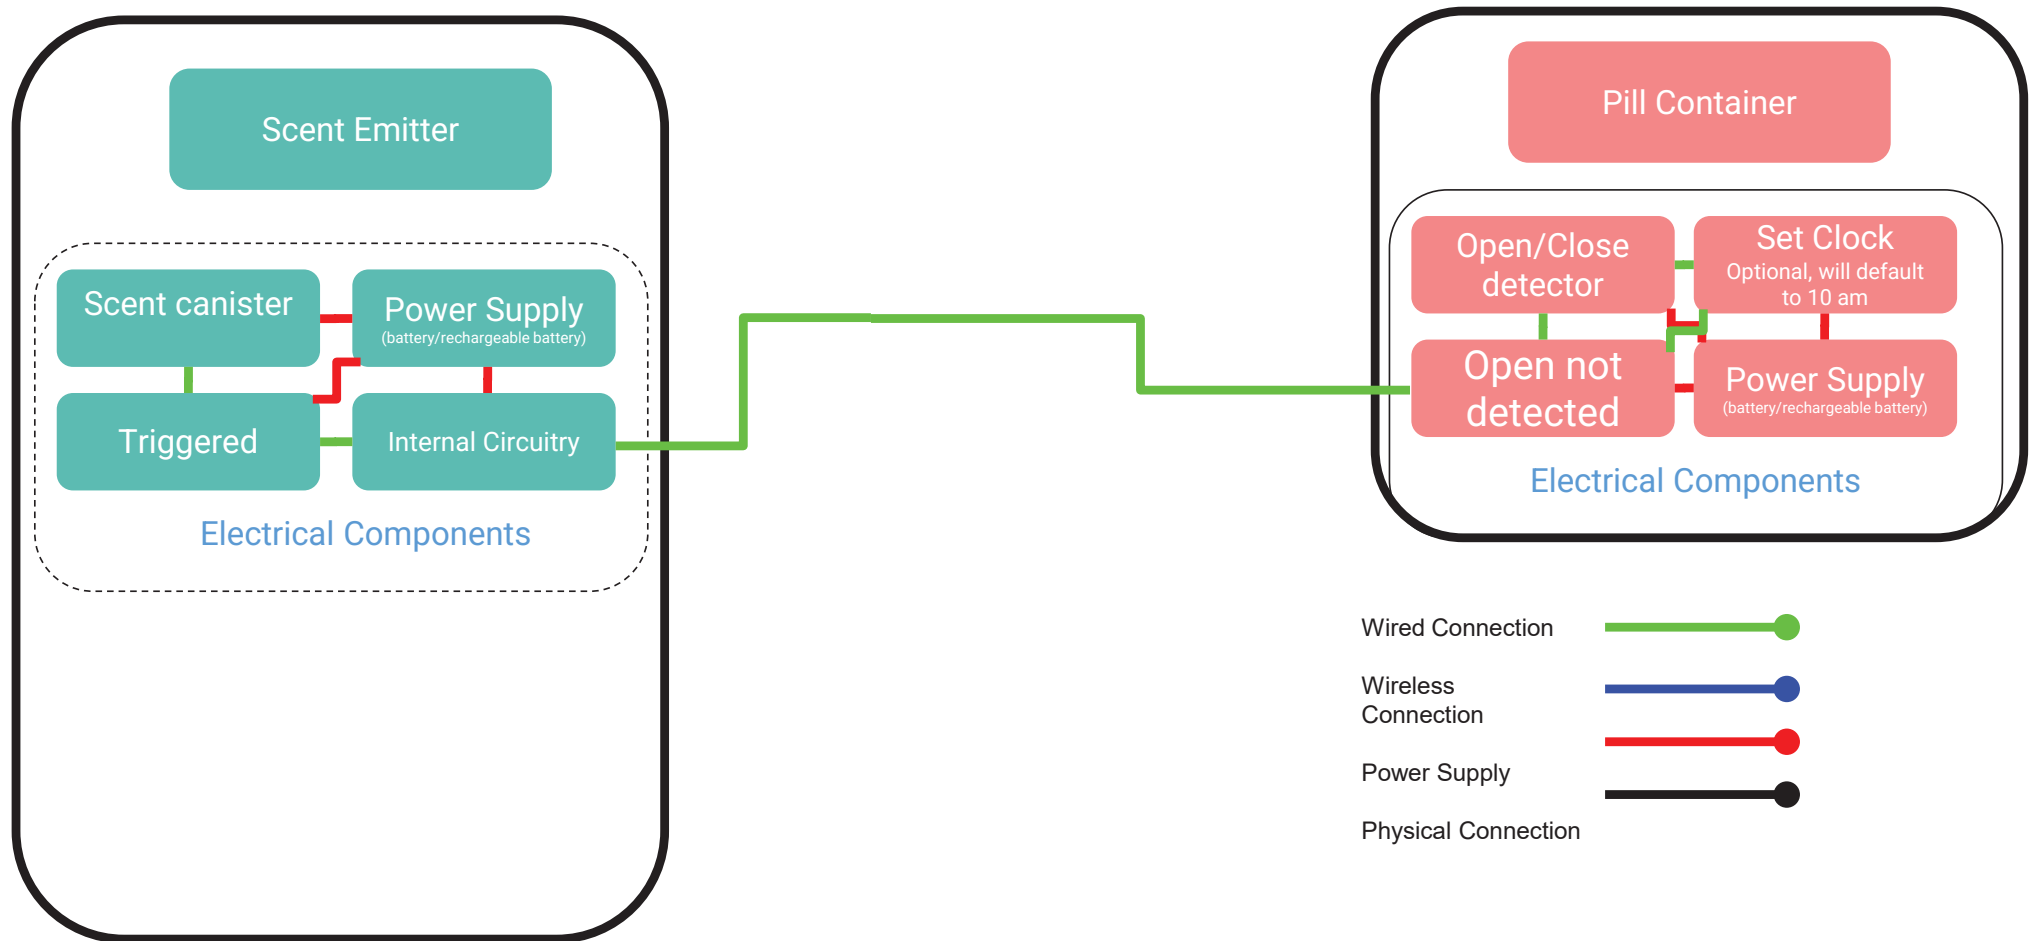 Scent Emitter
Scent canister
Power Supply
(battery/rechargeable battery)
Triggered
Internal Circuitry
Electrical Components
Pill Container
Open/Close
detector
Set Clock
Optional, will default
to 10 am
Open not
detected
Power Supply
(battery/rechargeable battery)
Electrical Components
Wired Connection
Wireless
Connection
Power Supply
Physical Connection